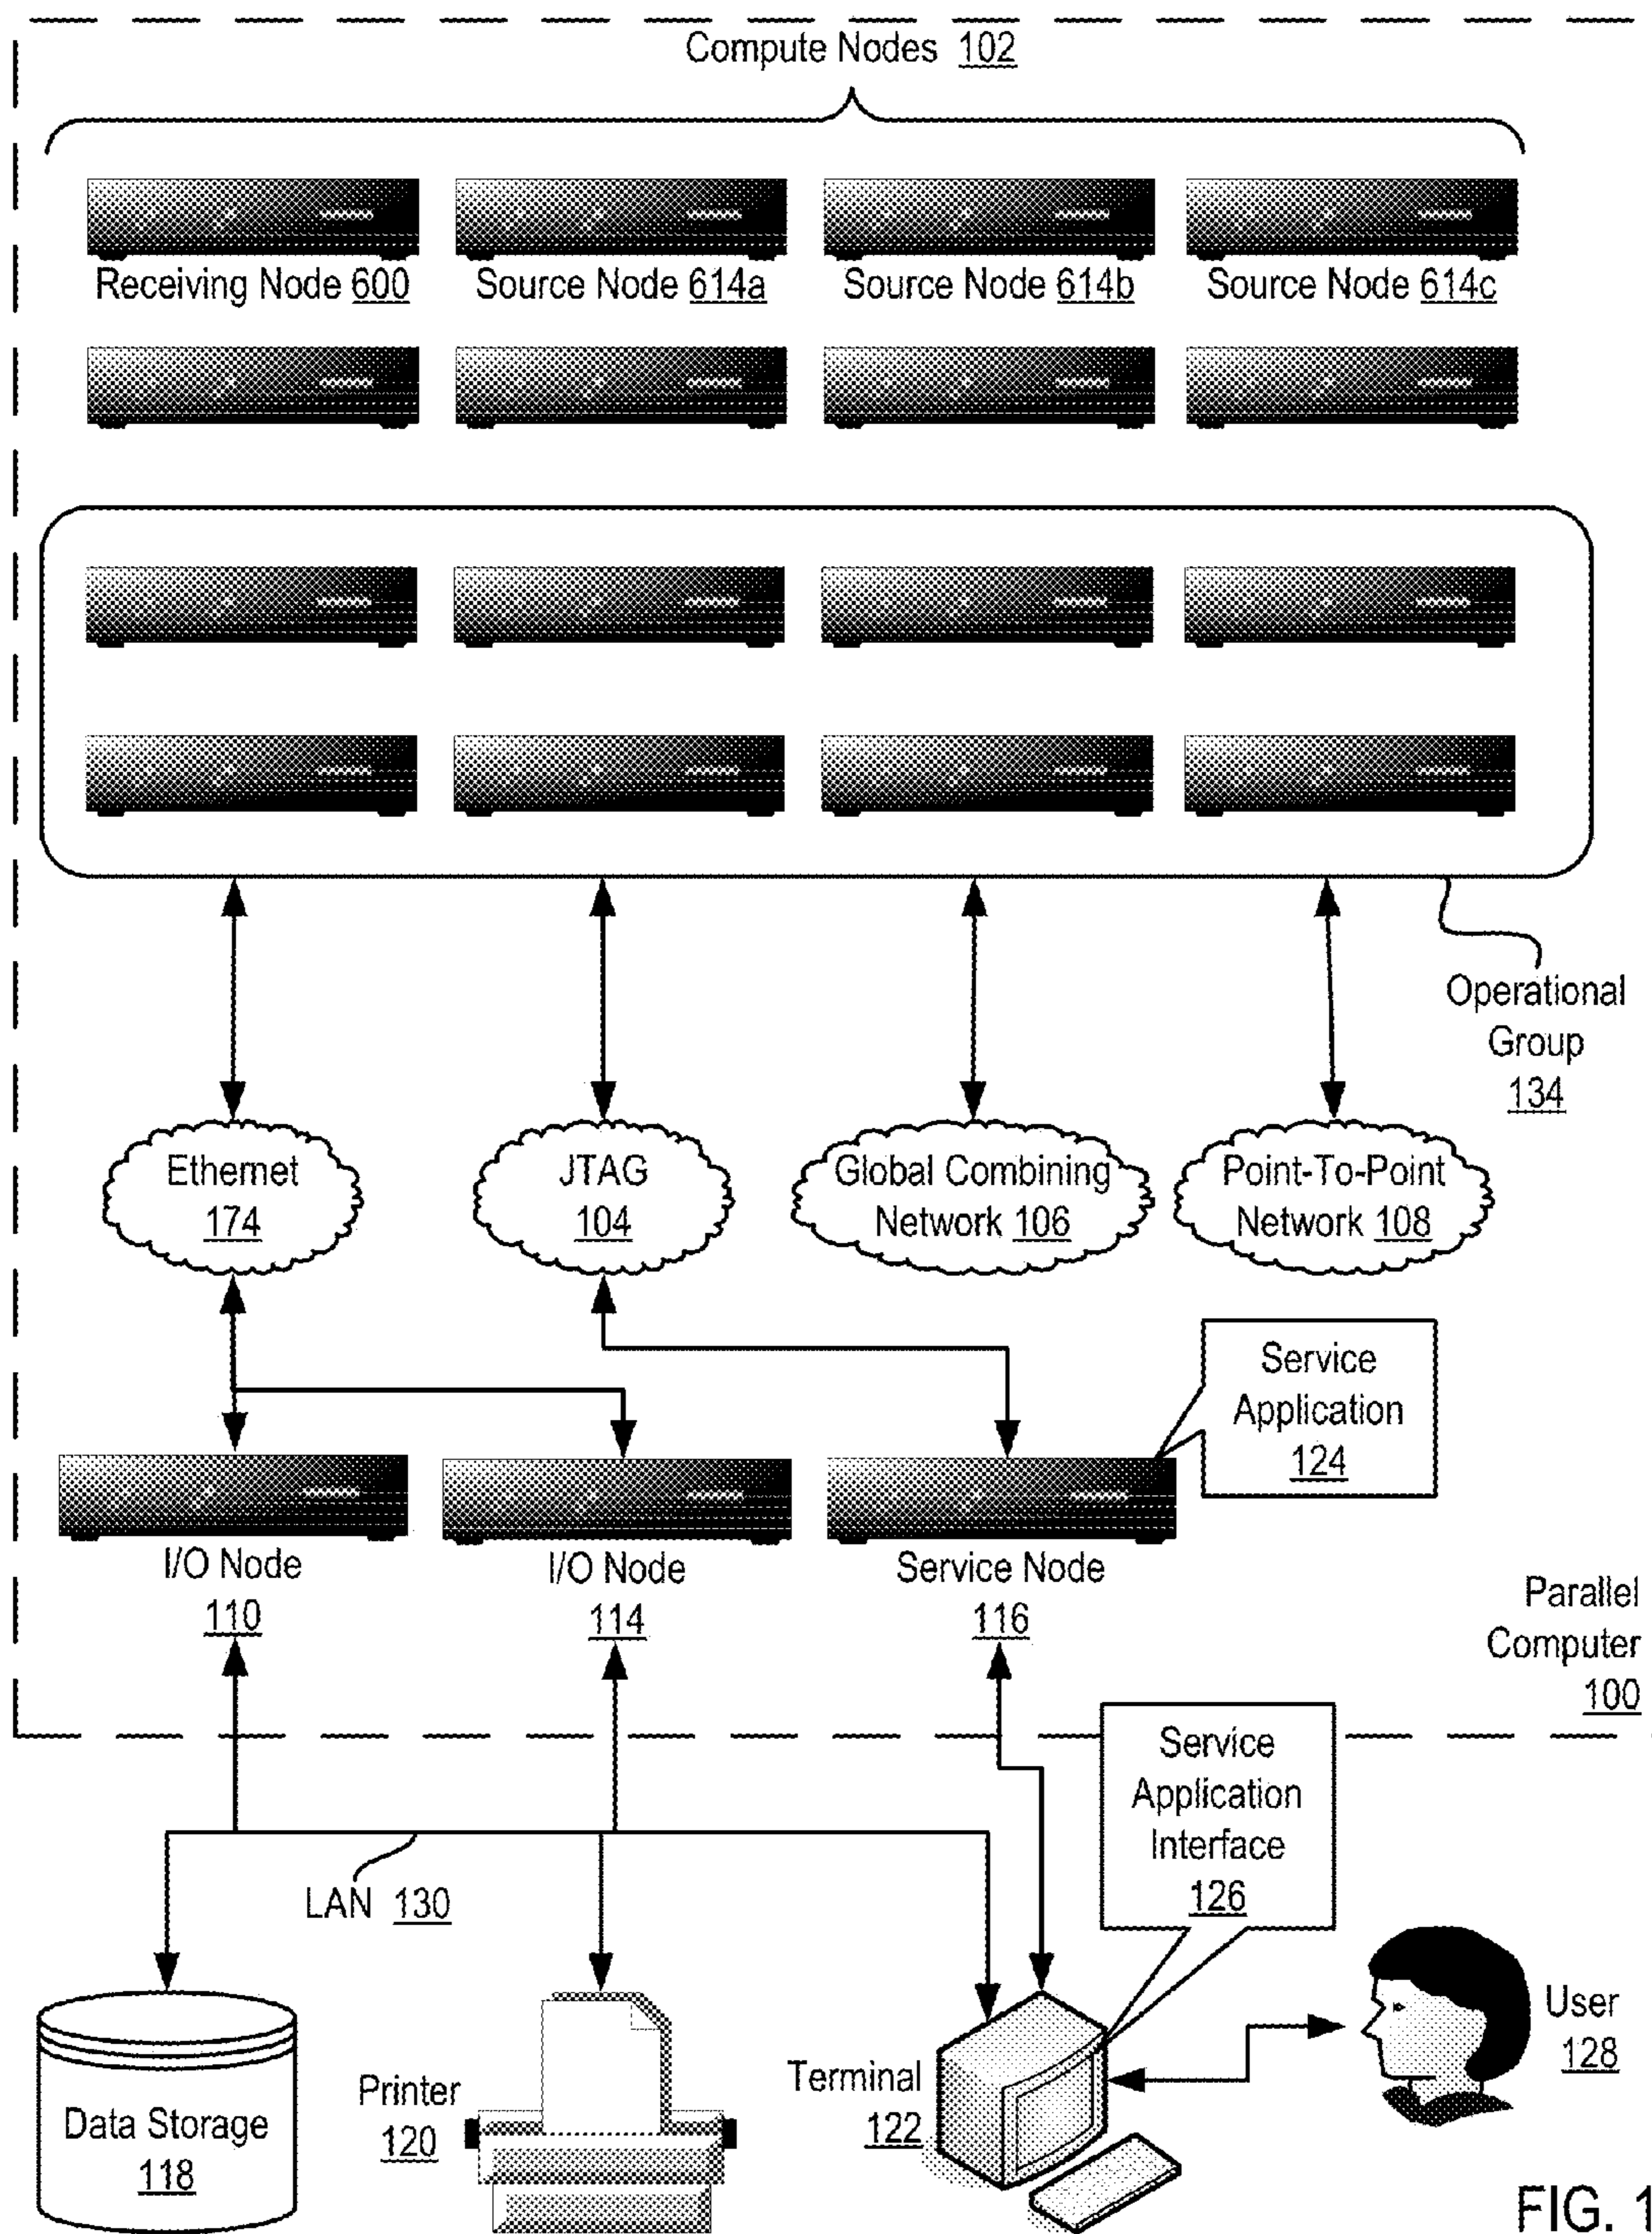 Compute Nodes 102
Receiving Node 600
Source Node 614a
Source Node 614b
Source Node 614c
Operational
Group
134
Ethernet
174
JTAG
104
Global Combining
Network 106
Point-To-Point
Network 108
Service
Application
124
I/O Node
110
I/O Node
114
Service Node
116
Parallel
Computer
100
Service
Application
Interface
126
LAN 130
Data Storage
118
Printer
120
Terminal
122
User
128
FIG. 1